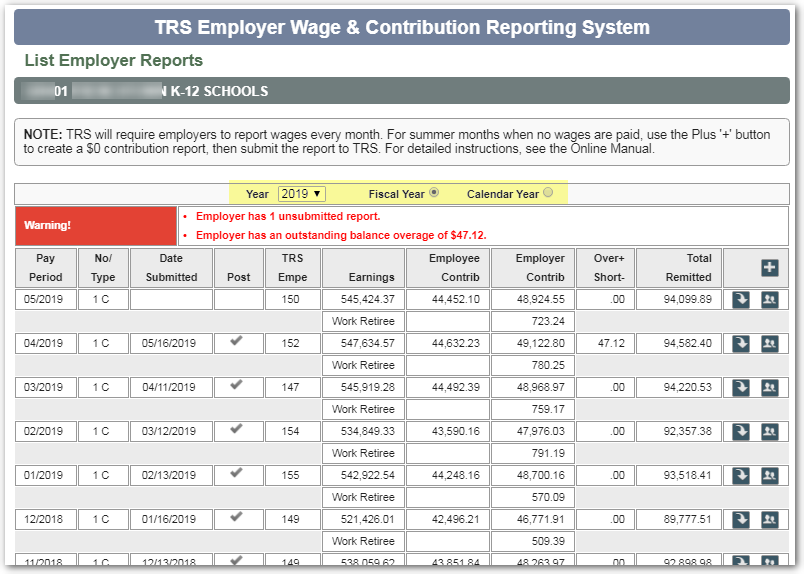 TRS Employer Wage & Contribution Reporting System
List Employer Reports
01 K-12 SCHOOLS
NOTE: TRS will require employers to report wages every month. For summer months when no wages are paid, use the Plus '+' button
to create a $0 contribution report, then submit the report to TRS. For detailed instructions, see the Online Manual.
Year 2019 ▼ Fiscal Year Calendar Year
Warning!
• Employer has 1 unsubmitted report.
• Employer has an outstanding balance overage of $47.12.
Pay No/ Date TRS Employee Employer Over+ Total
Period Type Submitted Post Empe Earnings Contrib Contrib Short- Remitted
05/2019 1 C 150 545,424.37 44,452.10 48,924.55 .00 94,099.89
Work Retiree 723.24
04/2019 1 C 05/16/2019 ✔ 152 547,634.57 44,632.23 49,122.80 47.12 94,582.40
Work Retiree 780.25
03/2019 1 C 04/11/2019 ✔ 147 545,919.28 44,492.39 48,968.97 .00 94,220.53
Work Retiree 759.17
02/2019 1 C 03/12/2019 ✔ 154 534,849.33 43,590.16 47,976.03 .00 92,357.38
Work Retiree 791.19
01/2019 1 C 02/13/2019 ✔ 155 542,922.54 44,248.16 48,700.16 .00 93,518.41
Work Retiree 570.09
12/2018 1 C 01/16/2019 ✔ 149 521,426.01 42,496.21 46,771.91 .00 89,777.51
Work Retiree 509.39
11/2018 1 C 12/13/2018 ✔ 149 538,059.62 43,851.84 48,263.97 .00 92,898.98